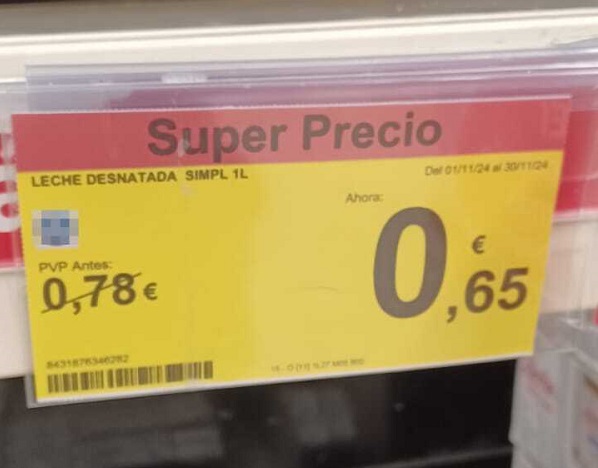 Super Precio
LECHE DESNATADA SIMPL 1L
Del 01/11/24 al 30/11/24
Ahora:
PVP Antes:
0,78 €
0,65 €
8431876346282